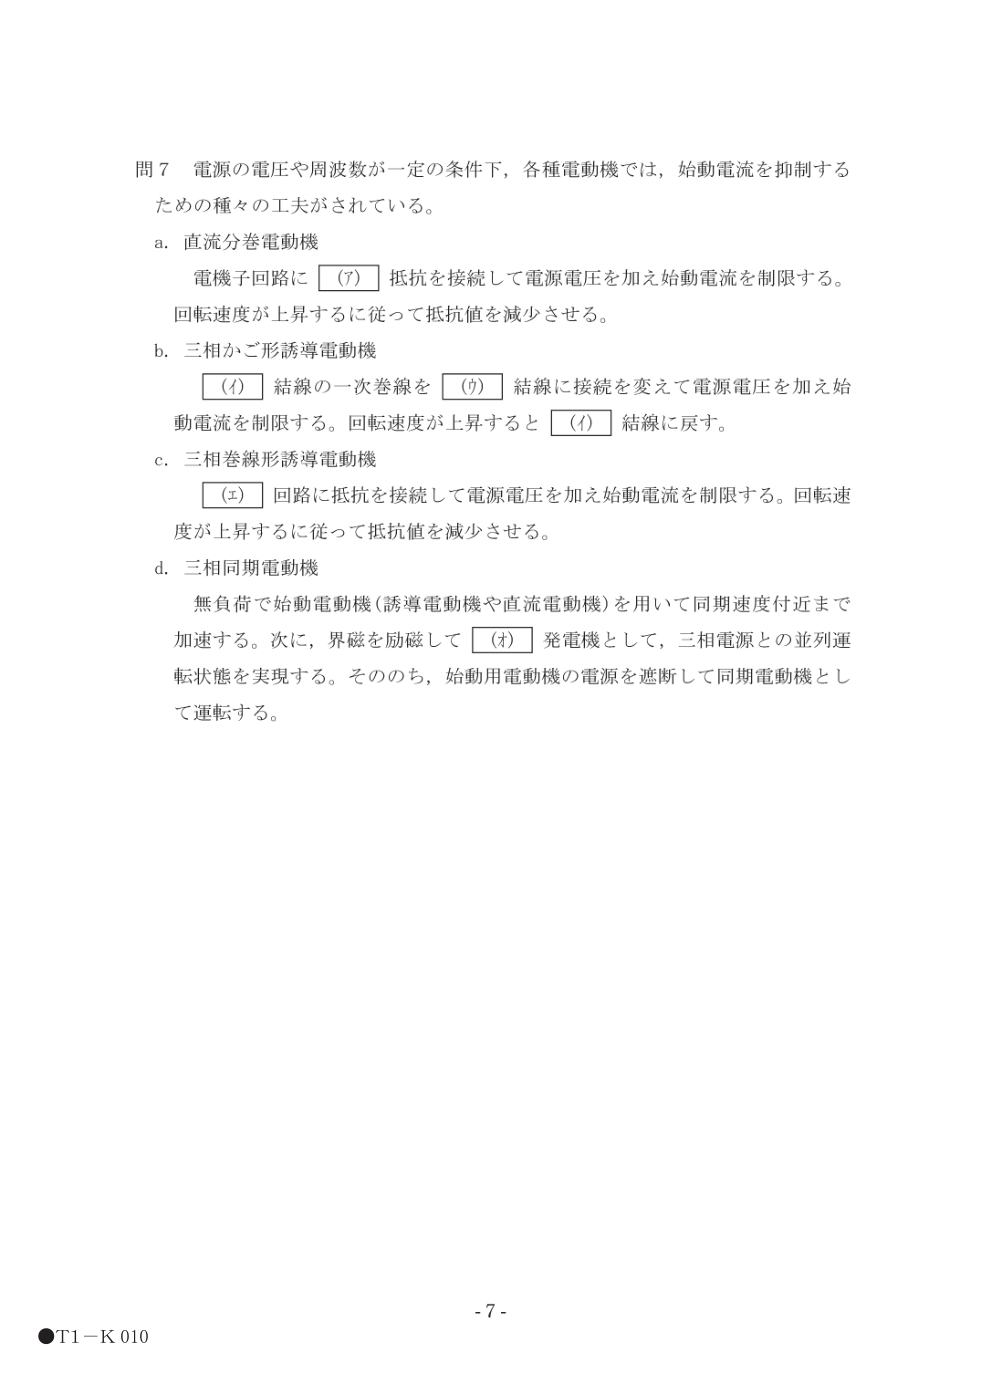 問７　電源の電圧や周波数が一定の条件下，各種電動機では，始動電流を抑制する
ための種々の工夫がされている。
a．直流分巻電動機
電機子回路に (ｱ) 抵抗を接続して電源電圧を加え始動電流を制限する。
回転速度が上昇するに従って抵抗値を減少させる。
b．三相かご形誘導電動機
(ｲ) 結線の一次巻線を (ｳ) 結線に接続を変えて電源電圧を加え始
動電流を制限する。回転速度が上昇すると (ｲ) 結線に戻す。
c．三相巻線形誘導電動機
(ｴ) 回路に抵抗を接続して電源電圧を加え始動電流を制限する。回転速
度が上昇するに従って抵抗値を減少させる。
d．三相同期電動機
無負荷で始動電動機(誘導電動機や直流電動機)を用いて同期速度付近まで
加速する。次に，界磁を励磁して (ｵ) 発電機として，三相電源との並列運
転状態を実現する。そののち，始動用電動機の電源を遮断して同期電動機とし
て運転する。
- 7 -
●T1－K 010